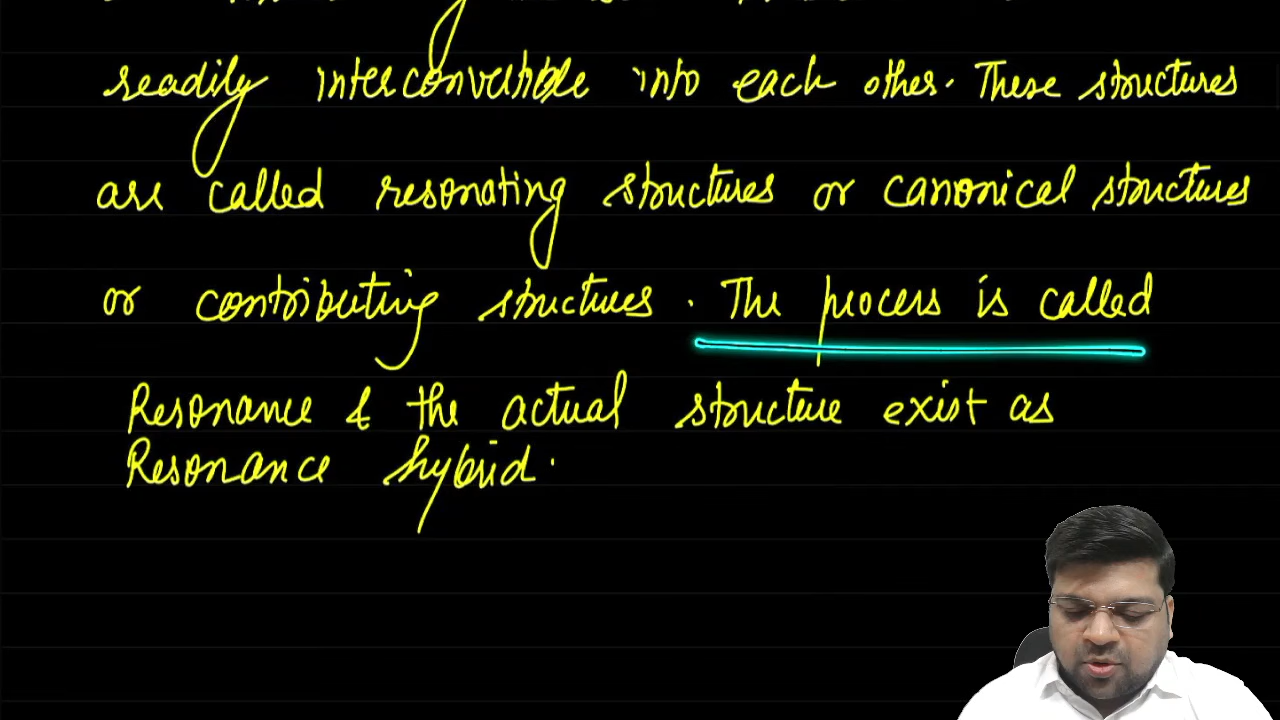 readily interconvertible into each other. These structures
are called resonating structures or canonical structures
or contributing structures. The process is called
Resonance & the actual structure exist as
Resonance hybrid.